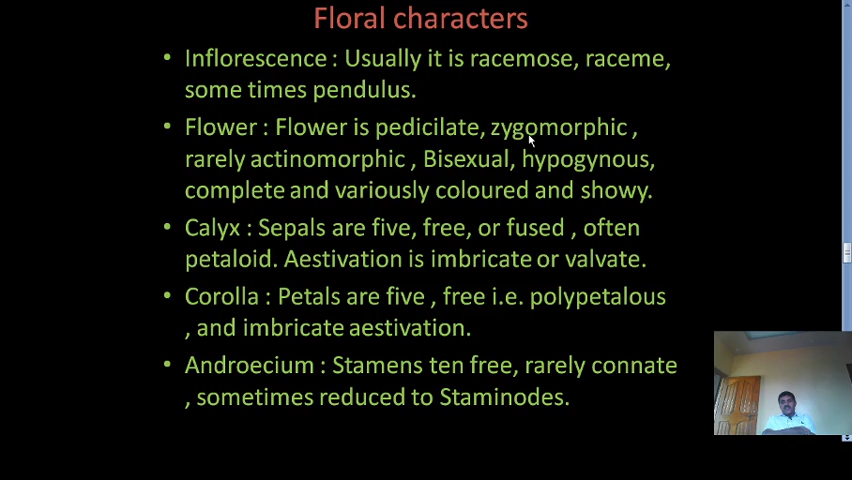 Floral characters
• Inflorescence : Usually it is racemose, raceme,
some times pendulus.
• Flower : Flower is pedicilate, zygomorphic ,
rarely actinomorphic , Bisexual, hypogynous,
complete and variously coloured and showy.
• Calyx : Sepals are five, free, or fused , often
petaloid. Aestivation is imbricate or valvate.
• Corolla : Petals are five , free i.e. polypetalous
, and imbricate aestivation.
• Androecium : Stamens ten free, rarely connate
, sometimes reduced to Staminodes.